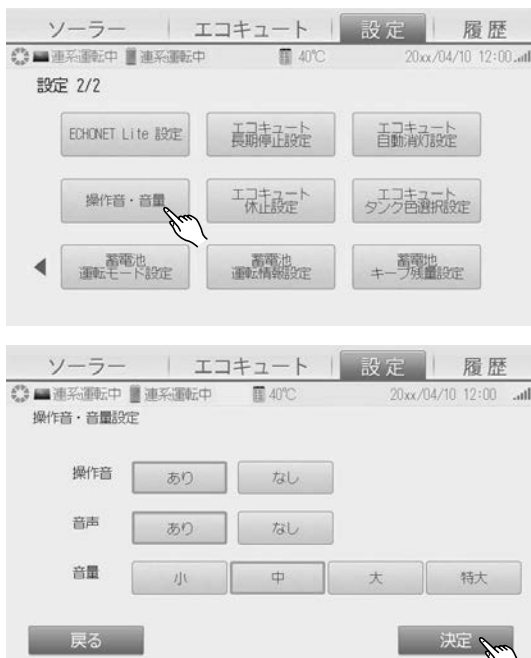 ソーラー エコキュート 設定 履歴
連系運転中 連系運転中 40℃ 20xx/04/10 12:00
設定 2/2
ECHONET Lite 設定
エコキュート
長期停止設定
エコキュート
自動消灯設定
操作音・音量
エコキュート
休止設定
エコキュート
タンク色選択設定
蓄電池
運転モード設定
蓄電池
運転情報設定
蓄電池
キープ残量設定
ソーラー エコキュート 設定 履歴
連系運転中 連系運転中 40℃ 20xx/04/10 12:00
操作音・音量設定
操作音 あり なし
音声 あり なし
音量 小 中 大 特大
戻る 決定